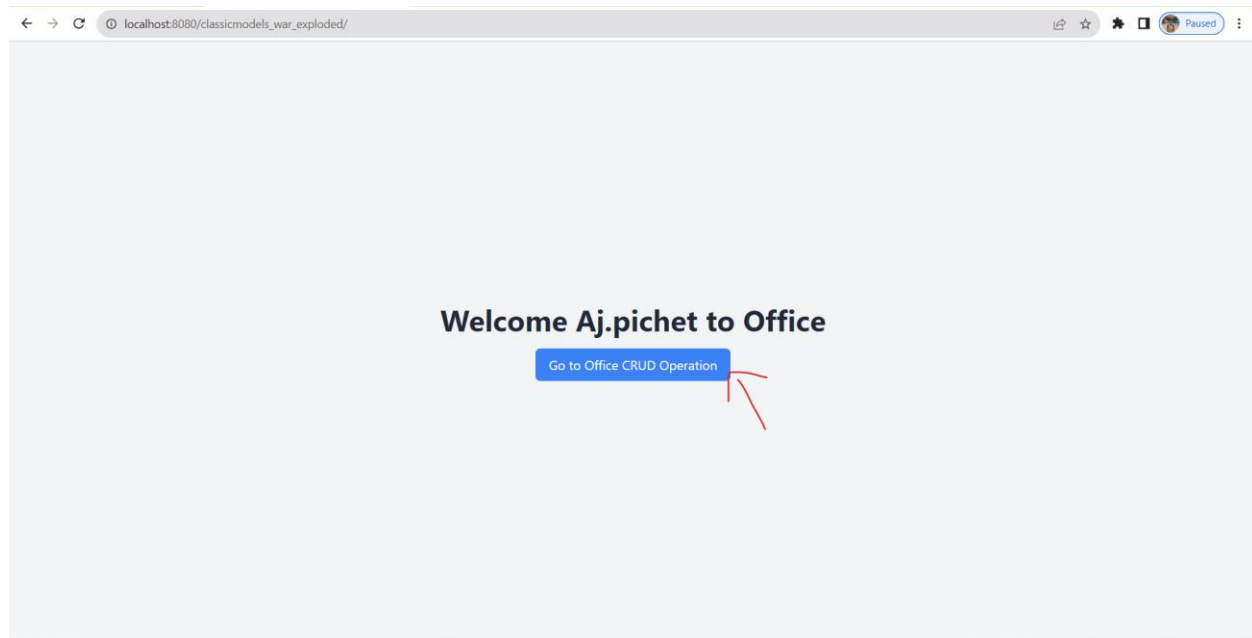 localhost:8080/classicmodels_war_exploded/
Paused
Welcome Aj.pichet to Office
Go to Office CRUD Operation